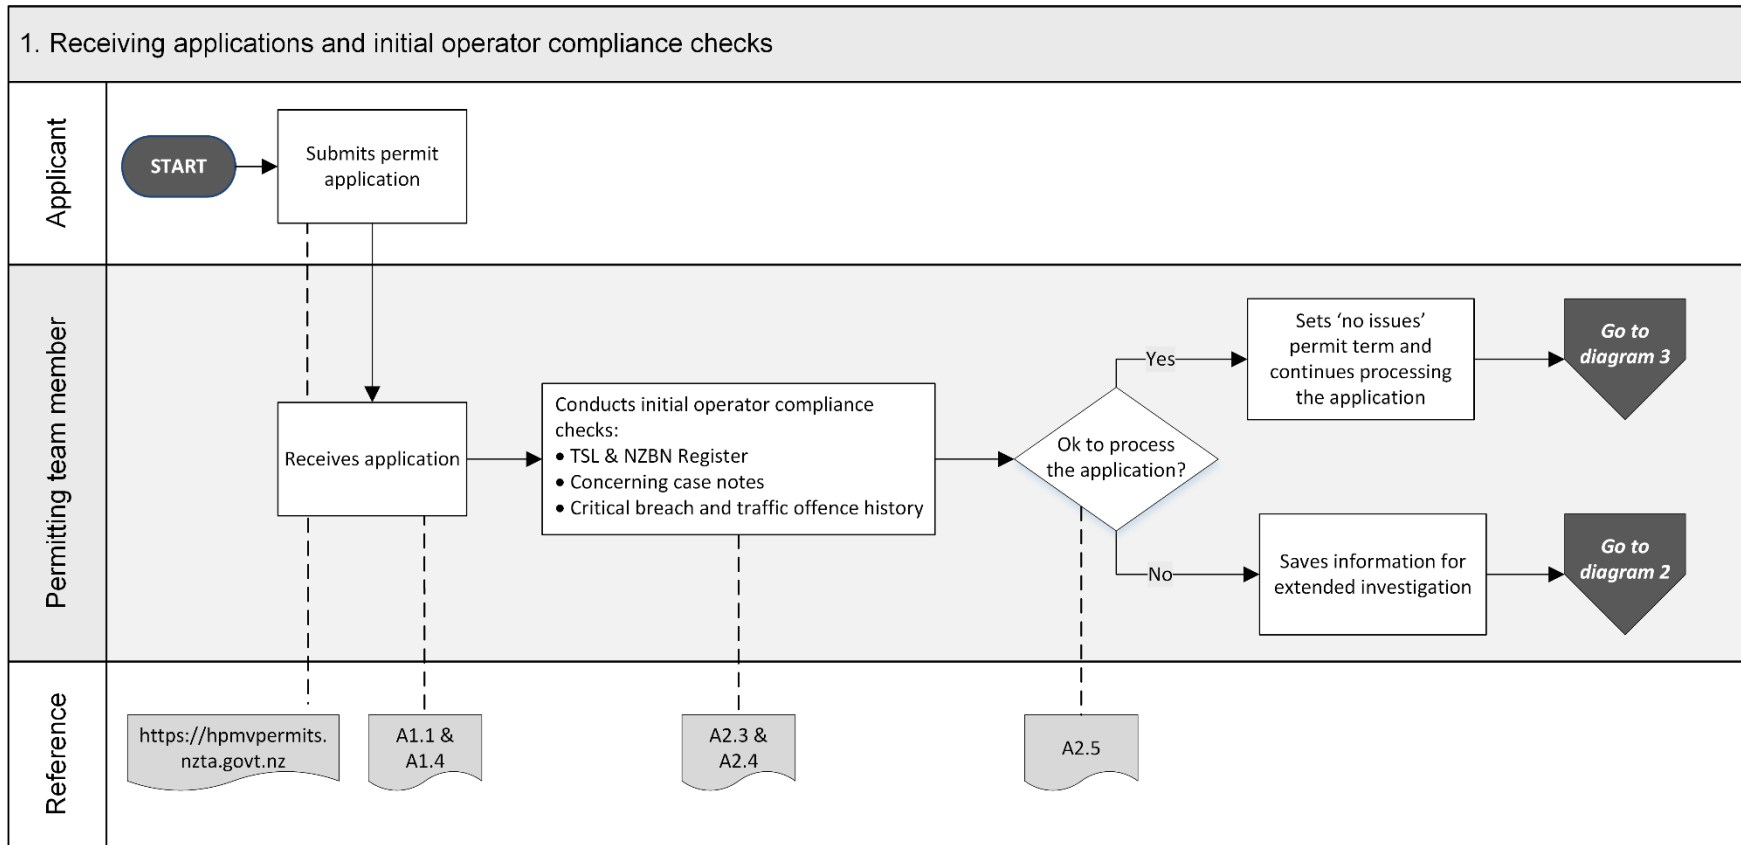 1. Receiving applications and initial operator compliance checks
Applicant
START
Submits permit
application
Permitting team member
Receives application
Conducts initial operator compliance
checks:
● TSL & NZBN Register
● Concerning case notes
● Critical breach and traffic offence history
Ok to process
the application?
Yes
Sets ‘no issues’
permit term and
continues processing
the application
Go to
diagram 3
No
Saves information for
extended investigation
Go to
diagram 2
Reference
https://hpmvpermits.
nzta.govt.nz
A1.1 &
A1.4
A2.3 &
A2.4
A2.5